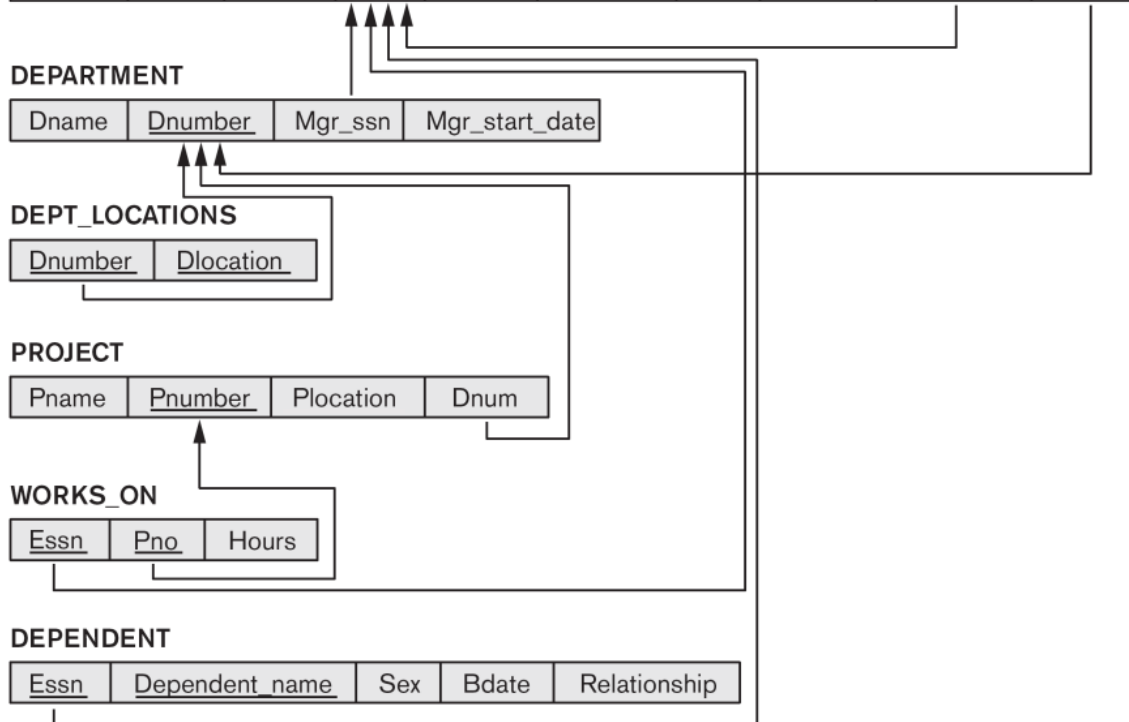 DEPARTMENT
Dname Dnumber Mgr_ssn Mgr_start_date
DEPT_LOCATIONS
Dnumber Dlocation
PROJECT
Pname Pnumber Plocation Dnum
WORKS_ON
Essn Pno Hours
DEPENDENT
Essn Dependent_name Sex Bdate Relationship